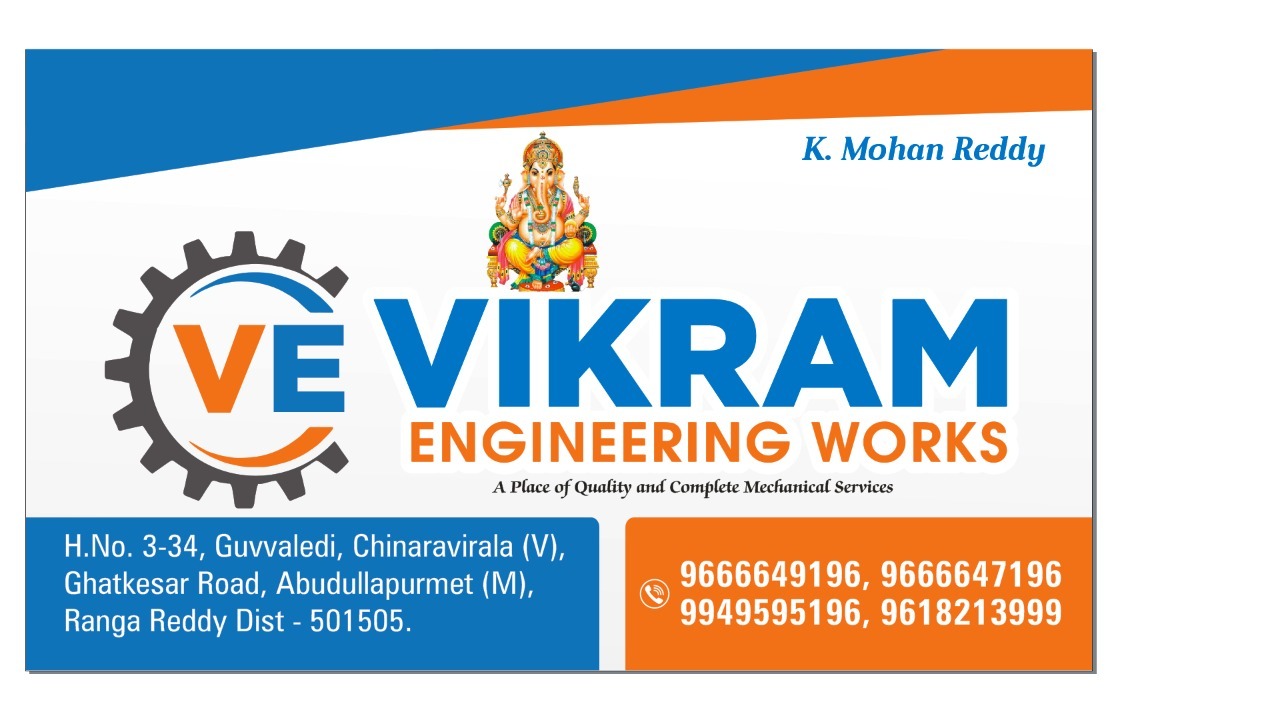 K. Mohan Reddy
VE
VIKRAM
ENGINEERING WORKS
A Place of Quality and Complete Mechanical Services
H.No. 3-34, Guvvaledi, Chinaravirala (V),
Ghatkesar Road, Abudullapurmet (M),
Ranga Reddy Dist - 501505.
9666649196, 9666647196
9949595196, 9618213999